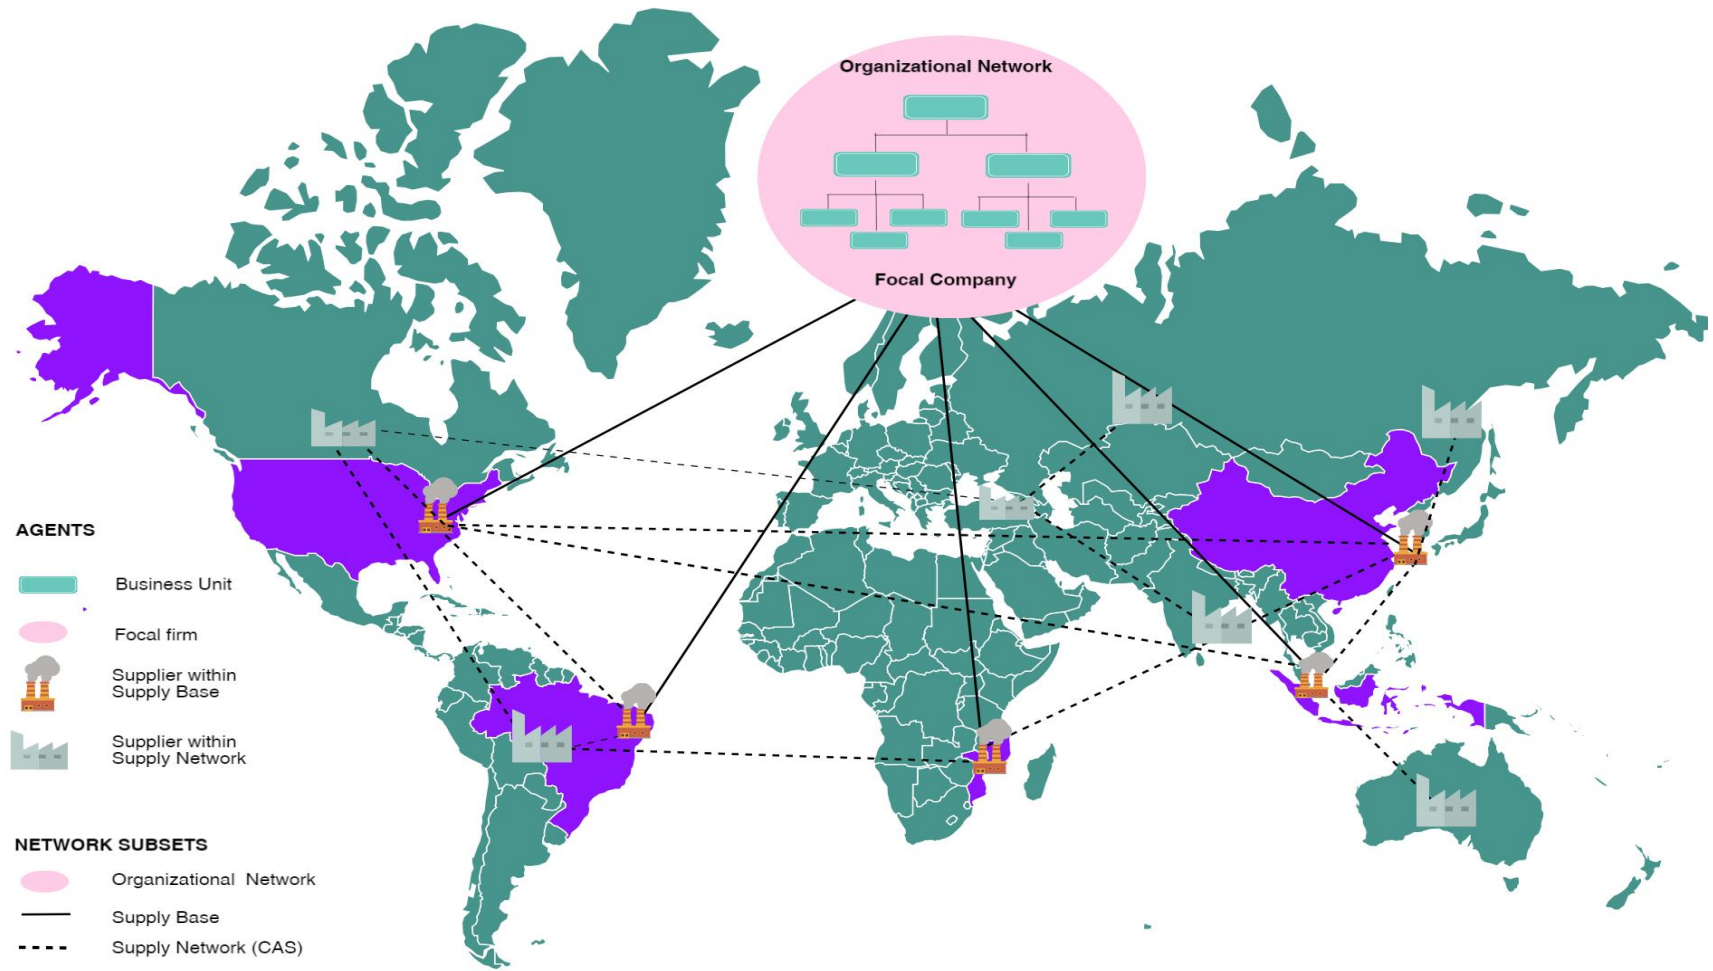 Organizational Network
Focal Company
AGENTS
Business Unit
Focal firm
Supplier within
Supply Base
Supplier within
Supply Network
NETWORK SUBSETS
Organizational Network
Supply Base
Supply Network (CAS)